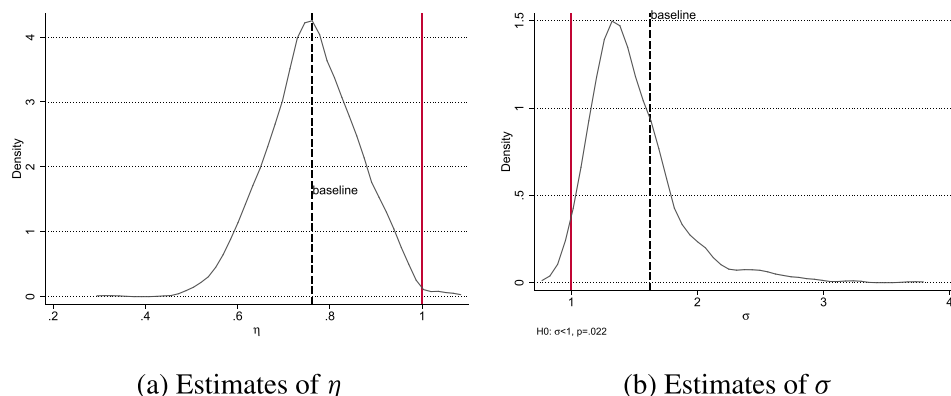 4
3
2
1
0
Density
baseline
.2
.4
.6
.8
1
η
(a) Estimates of η
1.5
1
.5
0
Density
baseline
1
2
3
4
σ
H0: σ<1, p=.022
(b) Estimates of σ